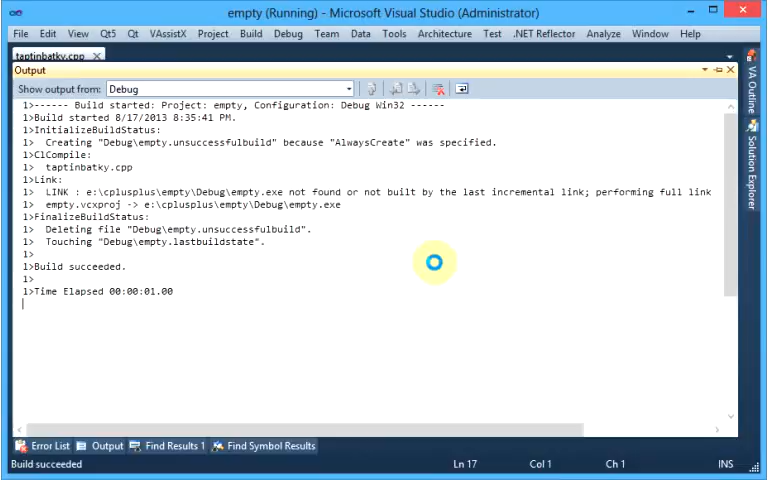 empty (Running) - Microsoft Visual Studio (Administrator)
File Edit View Qt5 Qt VAssistX Project Build Debug Team Data Tools Architecture Test .NET Reflector Analyze Window Help
taptinbatky.cpp
Output
Show output from: Debug
1>------ Build started: Project: empty, Configuration: Debug Win32 ------
1>Build started 8/17/2013 8:35:41 PM.
1>InitializeBuildStatus:
1>  Creating "Debug\empty.unsuccessfulbuild" because "AlwaysCreate" was specified.
1>ClCompile:
1>  taptinbatky.cpp
1>Link:
1>  LINK : e:\cplusplus\empty\Debug\empty.exe not found or not built by the last incremental link; performing full link
1>  empty.vcxproj -> e:\cplusplus\empty\Debug\empty.exe
1>FinalizeBuildStatus:
1>  Deleting file "Debug\empty.unsuccessfulbuild".
1>  Touching "Debug\empty.lastbuildstate".
1>
1>Build succeeded.
1>
1>Time Elapsed 00:00:01.00
VA Outline
Solution Explorer
Error List Output Find Results 1 Find Symbol Results
Build succeeded Ln 17 Col 1 Ch 1 INS